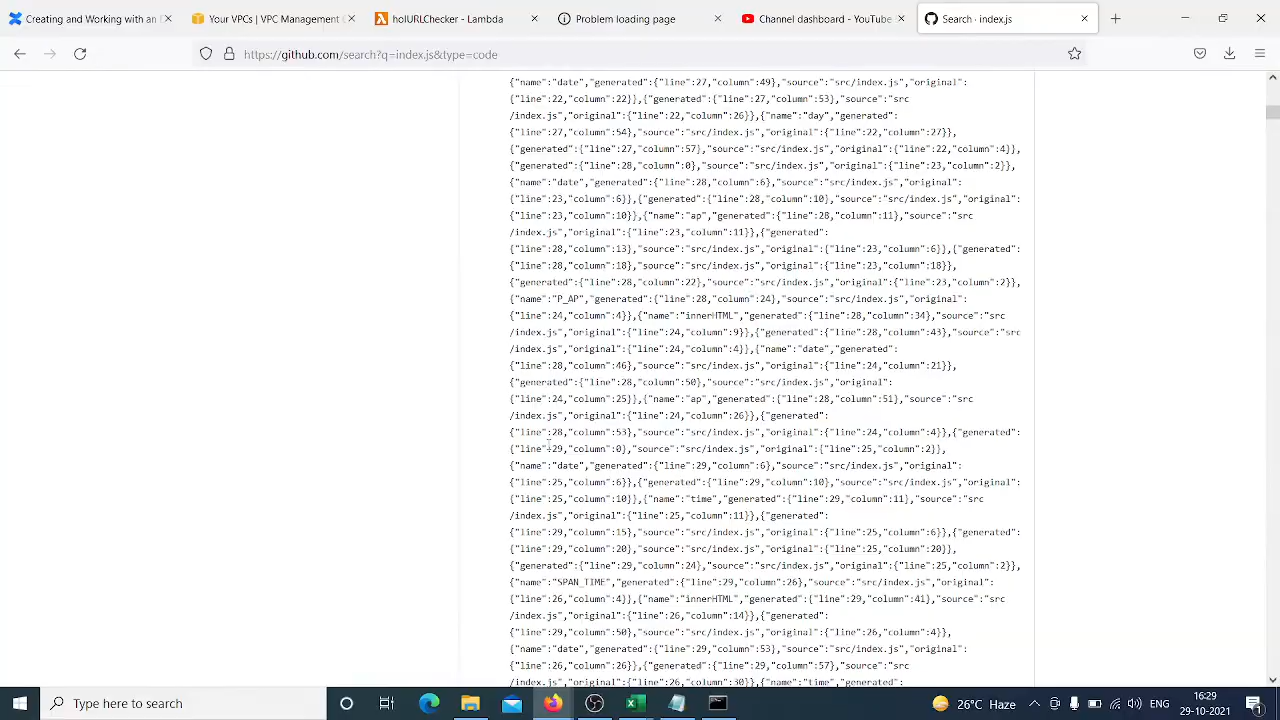 Creating and Working with an E
Your VPCs | VPC Management C
holURLChecker - Lambda
Problem loading page
Channel dashboard - YouTube
Search · index.js
https://github.com/search?q=index.js&type=code
{"name":"date","generated":{"line":27,"column":49},"source":"src/index.js","original":
{"line":22,"column":22}},{"generated":{"line":27,"column":53},"source":"src
/index.js","original":{"line":22,"column":26}},{"name":"day","generated":
{"line":27,"column":54},"source":"src/index.js","original":{"line":22,"column":27}},
{"generated":{"line":27,"column":57},"source":"src/index.js","original":{"line":22,"column":4}},
{"generated":{"line":28,"column":0},"source":"src/index.js","original":{"line":23,"column":2}},
{"name":"date","generated":{"line":28,"column":6},"source":"src/index.js","original":
{"line":23,"column":6}},{"generated":{"line":28,"column":10},"source":"src/index.js","original":
{"line":23,"column":10}},{"name":"ap","generated":{"line":28,"column":11},"source":"src
/index.js","original":{"line":23,"column":11}},{"generated":
{"line":28,"column":13},"source":"src/index.js","original":{"line":23,"column":6}},{"generated":
{"line":28,"column":18},"source":"src/index.js","original":{"line":23,"column":18}},
{"generated":{"line":28,"column":22},"source":"src/index.js","original":{"line":23,"column":2}},
{"name":"P_AP","generated":{"line":28,"column":24},"source":"src/index.js","original":
{"line":24,"column":4}},{"name":"innerHTML","generated":{"line":28,"column":34},"source":"src
/index.js","original":{"line":24,"column":9}},{"generated":{"line":28,"column":43},"source":"src
/index.js","original":{"line":24,"column":4}},{"name":"date","generated":
{"line":28,"column":46},"source":"src/index.js","original":{"line":24,"column":21}},
{"generated":{"line":28,"column":50},"source":"src/index.js","original":
{"line":24,"column":25}},{"name":"ap","generated":{"line":28,"column":51},"source":"src
/index.js","original":{"line":24,"column":26}},{"generated":
{"line":28,"column":53},"source":"src/index.js","original":{"line":24,"column":4}},{"generated":
{"line":29,"column":0},"source":"src/index.js","original":{"line":25,"column":2}},
{"name":"date","generated":{"line":29,"column":6},"source":"src/index.js","original":
{"line":25,"column":6}},{"generated":{"line":29,"column":10},"source":"src/index.js","original":
{"line":25,"column":10}},{"name":"time","generated":{"line":29,"column":11},"source":"src
/index.js","original":{"line":25,"column":11}},{"generated":
{"line":29,"column":15},"source":"src/index.js","original":{"line":25,"column":6}},{"generated":
{"line":29,"column":20},"source":"src/index.js","original":{"line":25,"column":20}},
{"generated":{"line":29,"column":24},"source":"src/index.js","original":{"line":25,"column":2}},
{"name":"SPAN_TIME","generated":{"line":29,"column":26},"source":"src/index.js","original":
{"line":26,"column":4}},{"name":"innerHTML","generated":{"line":29,"column":41},"source":"src
/index.js","original":{"line":26,"column":14}},{"generated":
{"line":29,"column":50},"source":"src/index.js","original":{"line":26,"column":4}},
{"name":"date","generated":{"line":29,"column":53},"source":"src/index.js","original":
{"line":26,"column":26}},{"generated":{"line":29,"column":57},"source":"src
/index.js","original":{"line":26,"column":30}},{"name":"time","generated":
Type here to search
26°C Haze
ENG
16:29
29-10-2021
1